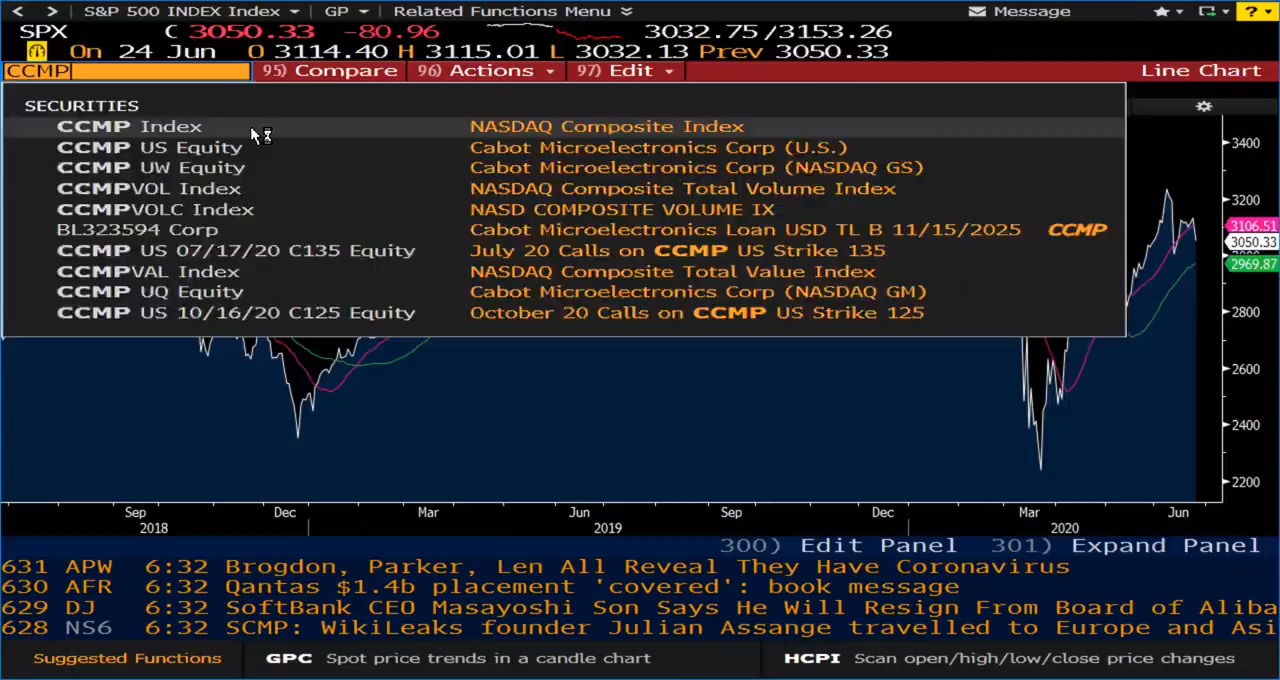 < > S&P 500 INDEX Index GP Related Functions Menu Message ?
SPX C 3050.33 -80.96 3032.75 /3153.26
On 24 Jun O 3114.40 H 3115.01 L 3032.13 Prev 3050.33
CCMP 95) Compare 96) Actions 97) Edit Line Chart
SECURITIES
CCMP Index NASDAQ Composite Index
CCMP US Equity Cabot Microelectronics Corp (U.S.)
CCMP UW Equity Cabot Microelectronics Corp (NASDAQ GS)
CCMPVOL Index NASDAQ Composite Total Volume Index
CCMPVOLC Index NASD COMPOSITE VOLUME IX
BL323594 Corp Cabot Microelectronics Loan USD TL B 11/15/2025 CCMP
CCMP US 07/17/20 C135 Equity July 20 Calls on CCMP US Strike 135
CCMPVAL Index NASDAQ Composite Total Value Index
CCMP UQ Equity Cabot Microelectronics Corp (NASDAQ GM)
CCMP US 10/16/20 C125 Equity October 20 Calls on CCMP US Strike 125
3400
3200
3106.51
3050.33
2969.87
2800
2600
2400
2200
Sep Dec Mar Jun Sep Dec Mar Jun
2018 2019 2020
300) Edit Panel 301) Expand Panel
631 APW 6:32 Brogdon, Parker, Len All Reveal They Have Coronavirus
630 AFR 6:32 Qantas $1.4b placement 'covered': book message
629 DJ 6:32 SoftBank CEO Masayoshi Son Says He Will Resign From Board of Aliba
628 NS6 6:32 SCMP: WikiLeaks founder Julian Assange travelled to Europe and Asi
Suggested Functions GPC Spot price trends in a candle chart HCPI Scan open/high/low/close price changes